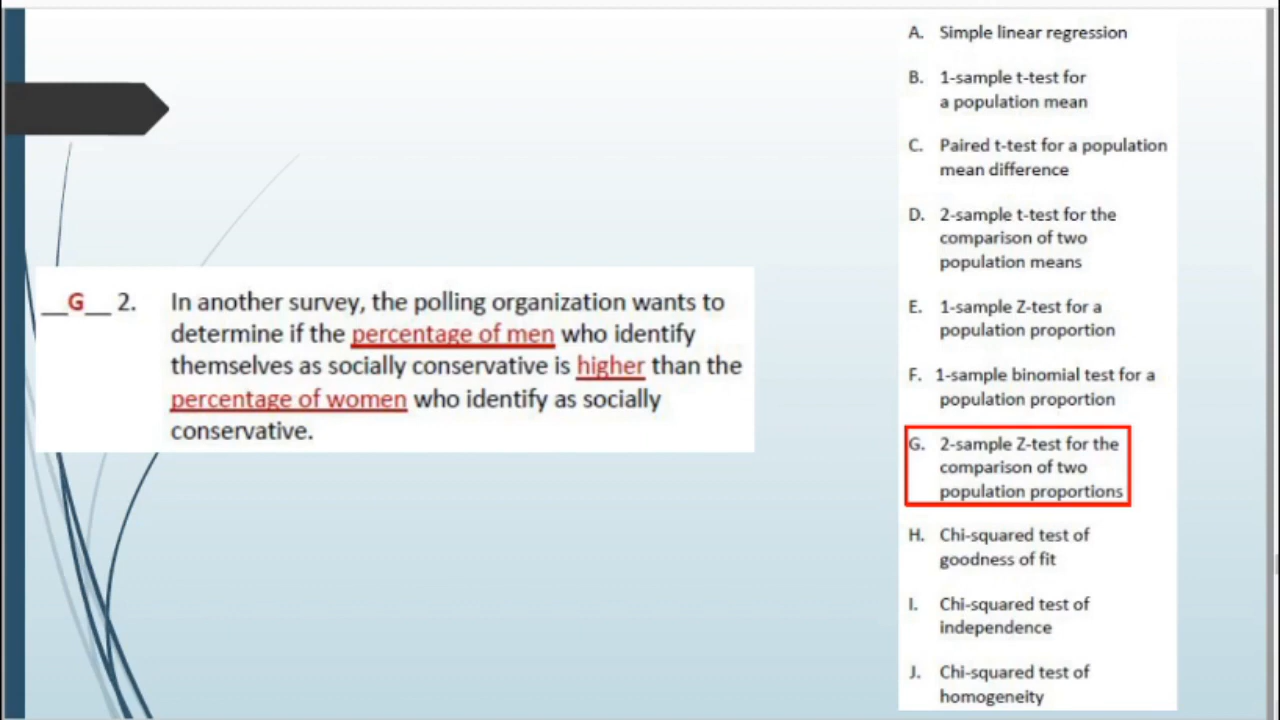 __G__ 2. In another survey, the polling organization wants to
determine if the percentage of men who identify
themselves as socially conservative is higher than the
percentage of women who identify as socially
conservative.
A. Simple linear regression
B. 1-sample t-test for
a population mean
C. Paired t-test for a population
mean difference
D. 2-sample t-test for the
comparison of two
population means
E. 1-sample Z-test for a
population proportion
F. 1-sample binomial test for a
population proportion
G. 2-sample Z-test for the
comparison of two
population proportions
H. Chi-squared test of
goodness of fit
I. Chi-squared test of
independence
J. Chi-squared test of
homogeneity